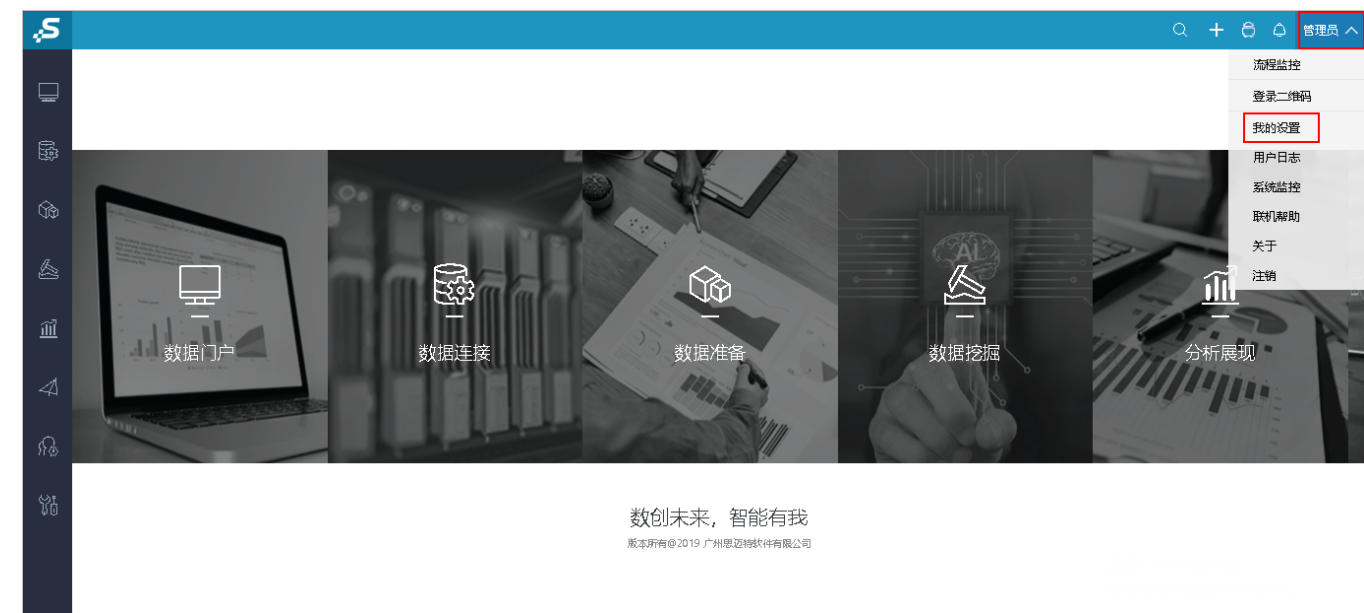 管理员
流程监控
登录二维码
我的设置
用户日志
系统监控
联机帮助
关于
注销
数据门户
数据连接
数据准备
数据挖掘
分析展现
数创未来，智能有我
版本所有@2019 广州思迈特软件有限公司